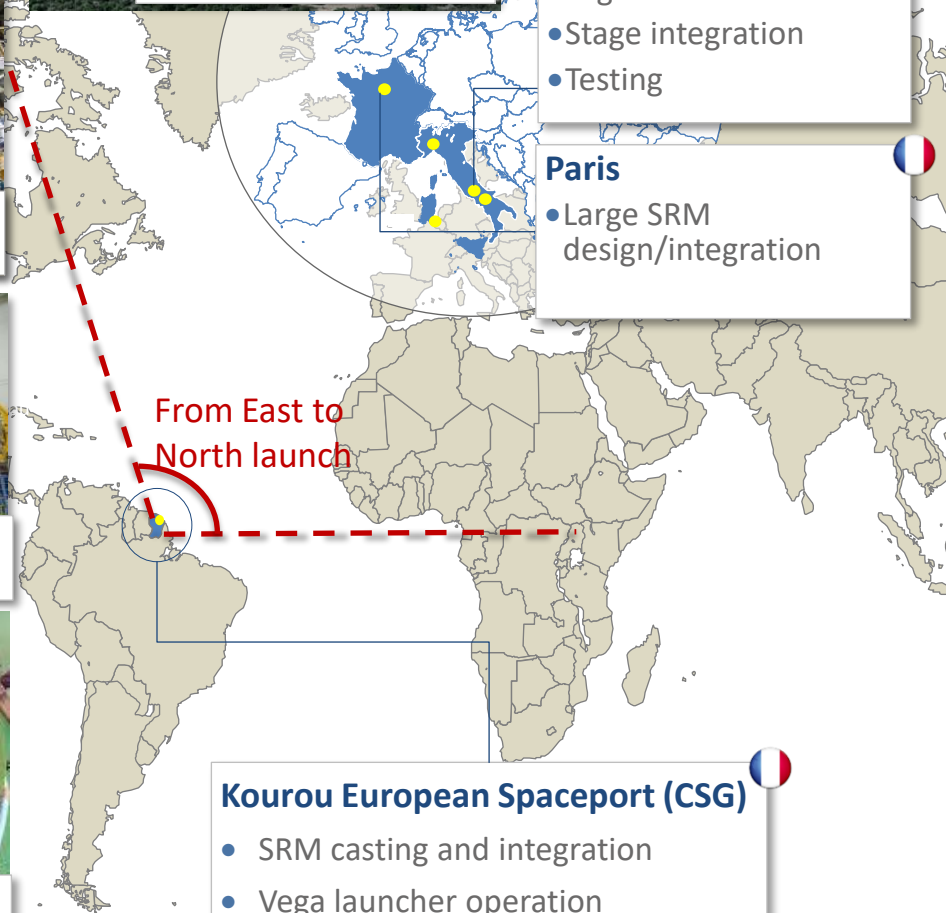 • Stage integration
• Testing
Paris
• Large SRM
design/integration
From East to
North launch
Kourou European Spaceport (CSG)
• SRM casting and integration
• Vega launcher operation